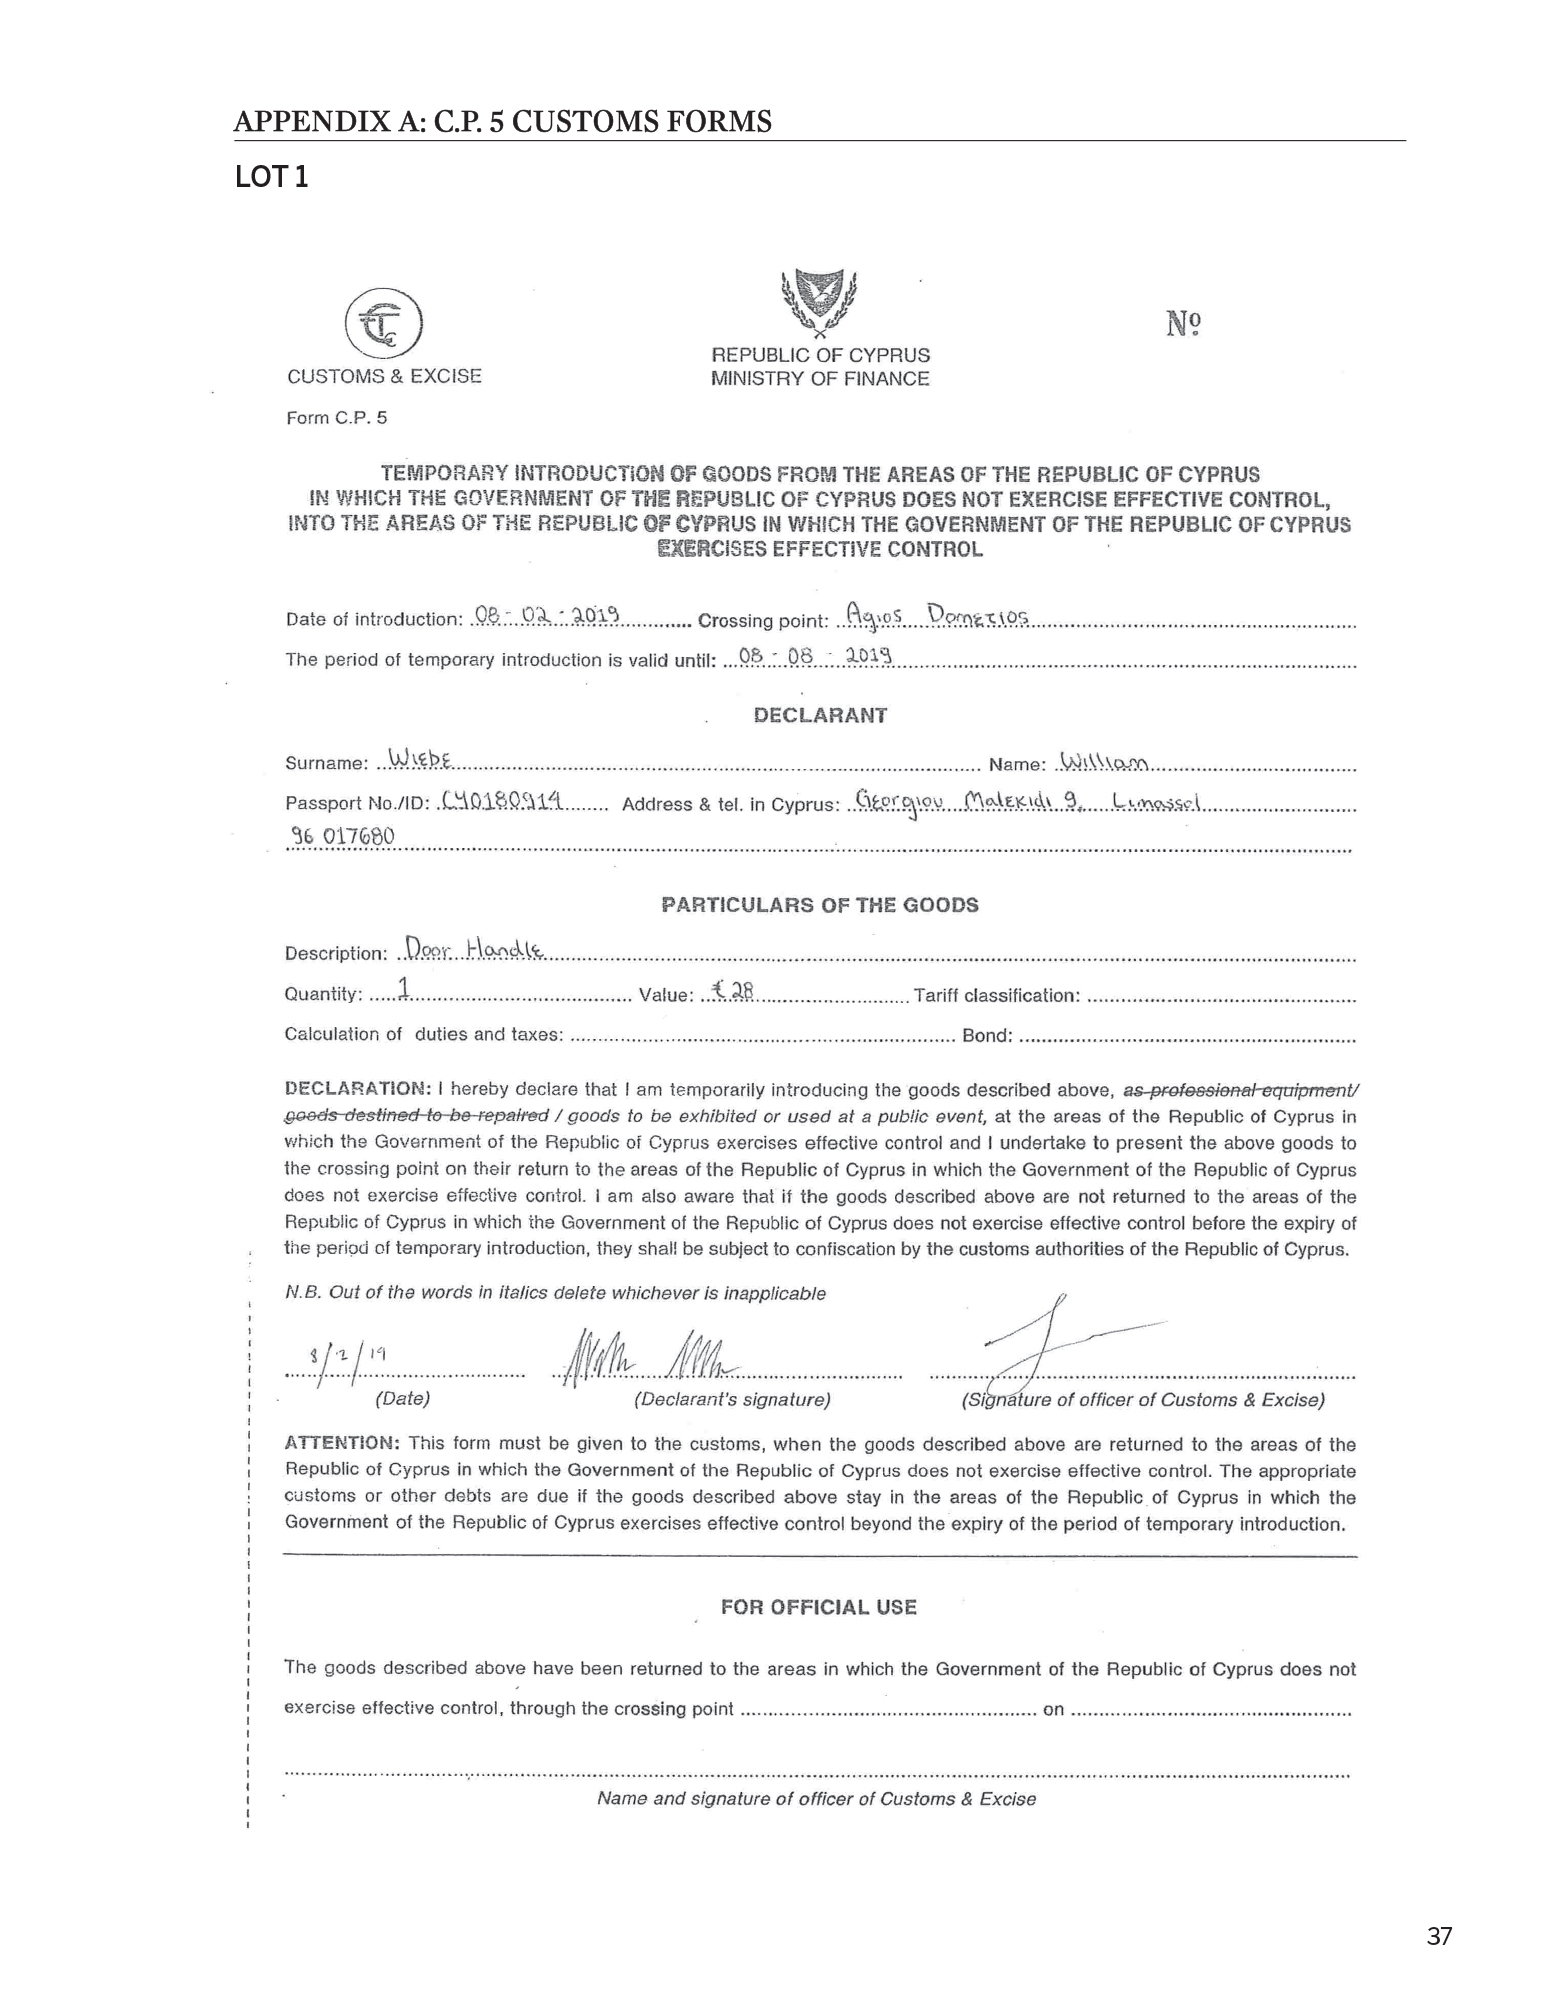 APPENDIX A: C.P. 5 CUSTOMS FORMS
LOT 1
Nº
CUSTOMS & EXCISE
REPUBLIC OF CYPRUS
MINISTRY OF FINANCE
Form C.P. 5
TEMPORARY INTRODUCTION OF GOODS FROM THE AREAS OF THE REPUBLIC OF CYPRUS
IN WHICH THE GOVERNMENT OF THE REPUBLIC OF CYPRUS DOES NOT EXERCISE EFFECTIVE CONTROL,
INTO THE AREAS OF THE REPUBLIC OF CYPRUS IN WHICH THE GOVERNMENT OF THE REPUBLIC OF CYPRUS
EXERCISES EFFECTIVE CONTROL
Date of introduction: 08-02-2019 Crossing point: Agios Dometios
The period of temporary introduction is valid until: 08-08-2019
DECLARANT
Surname: Wiebe Name: William
Passport No./ID: CY0180914 Address & tel. in Cyprus: Georgiou Malekidi 9, Limassol
96 017680
PARTICULARS OF THE GOODS
Description: Door Handle
Quantity: 1 Value: €28 Tariff classification:
Calculation of duties and taxes: Bond:
DECLARATION: I hereby declare that I am temporarily introducing the goods described above, as professional equipment/
goods destined to be repaired / goods to be exhibited or used at a public event, at the areas of the Republic of Cyprus in
which the Government of the Republic of Cyprus exercises effective control and I undertake to present the above goods to
the crossing point on their return to the areas of the Republic of Cyprus in which the Government of the Republic of Cyprus
does not exercise effective control. I am also aware that if the goods described above are not returned to the areas of the
Republic of Cyprus in which the Government of the Republic of Cyprus does not exercise effective control before the expiry of
the period of temporary introduction, they shall be subject to confiscation by the customs authorities of the Republic of Cyprus.
N.B. Out of the words in italics delete whichever is inapplicable
8/2/19
(Date) (Declarant's signature) (Signature of officer of Customs & Excise)
ATTENTION: This form must be given to the customs, when the goods described above are returned to the areas of the
Republic of Cyprus in which the Government of the Republic of Cyprus does not exercise effective control. The appropriate
customs or other debts are due if the goods described above stay in the areas of the Republic of Cyprus in which the
Government of the Republic of Cyprus exercises effective control beyond the expiry of the period of temporary introduction.
FOR OFFICIAL USE
The goods described above have been returned to the areas in which the Government of the Republic of Cyprus does not
exercise effective control, through the crossing point on
Name and signature of officer of Customs & Excise
37